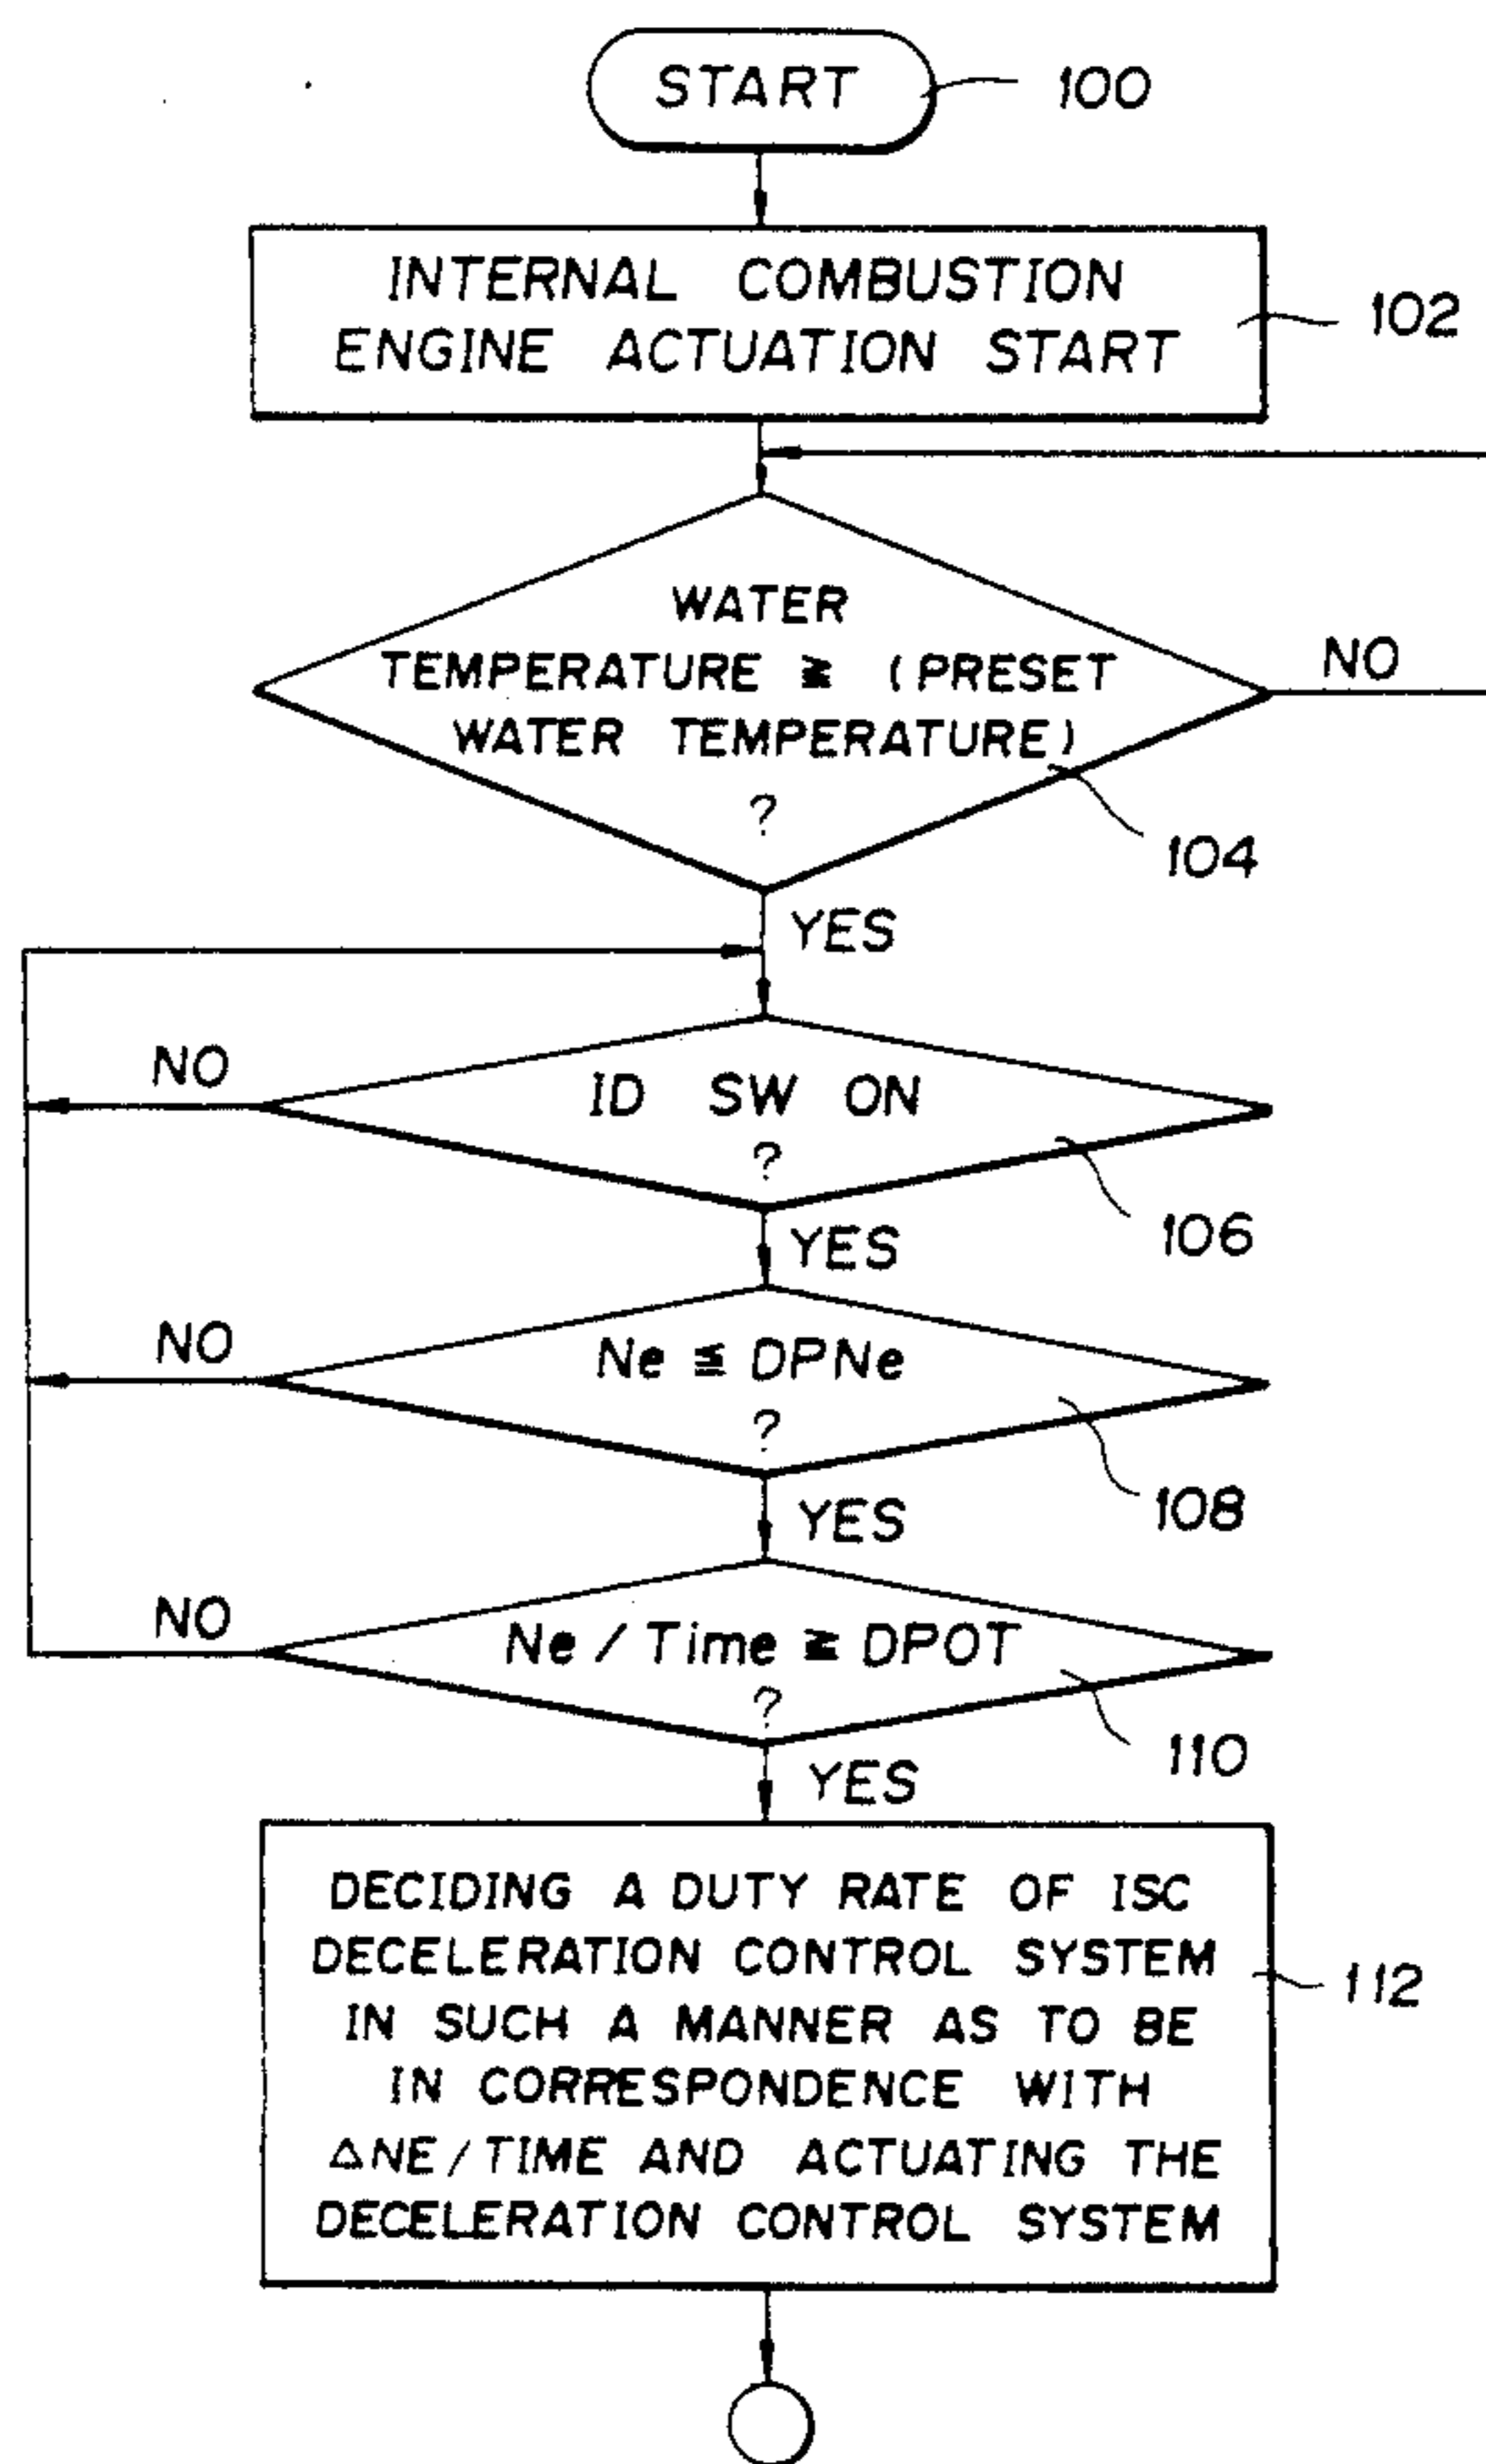 START
100
INTERNAL COMBUSTION
ENGINE ACTUATION START
102
WATER
TEMPERATURE ≧ (PRESET
WATER TEMPERATURE)
?
NO
104
YES
NO
ID SW ON
?
106
YES
NO
Ne ≦ DPNe
?
108
YES
NO
Ne / Time ≧ DPOT
?
110
YES
DECIDING A DUTY RATE OF ISC
DECELERATION CONTROL SYSTEM
IN SUCH A MANNER AS TO BE
IN CORRESPONDENCE WITH
△NE/TIME AND ACTUATING THE
DECELERATION CONTROL SYSTEM
112